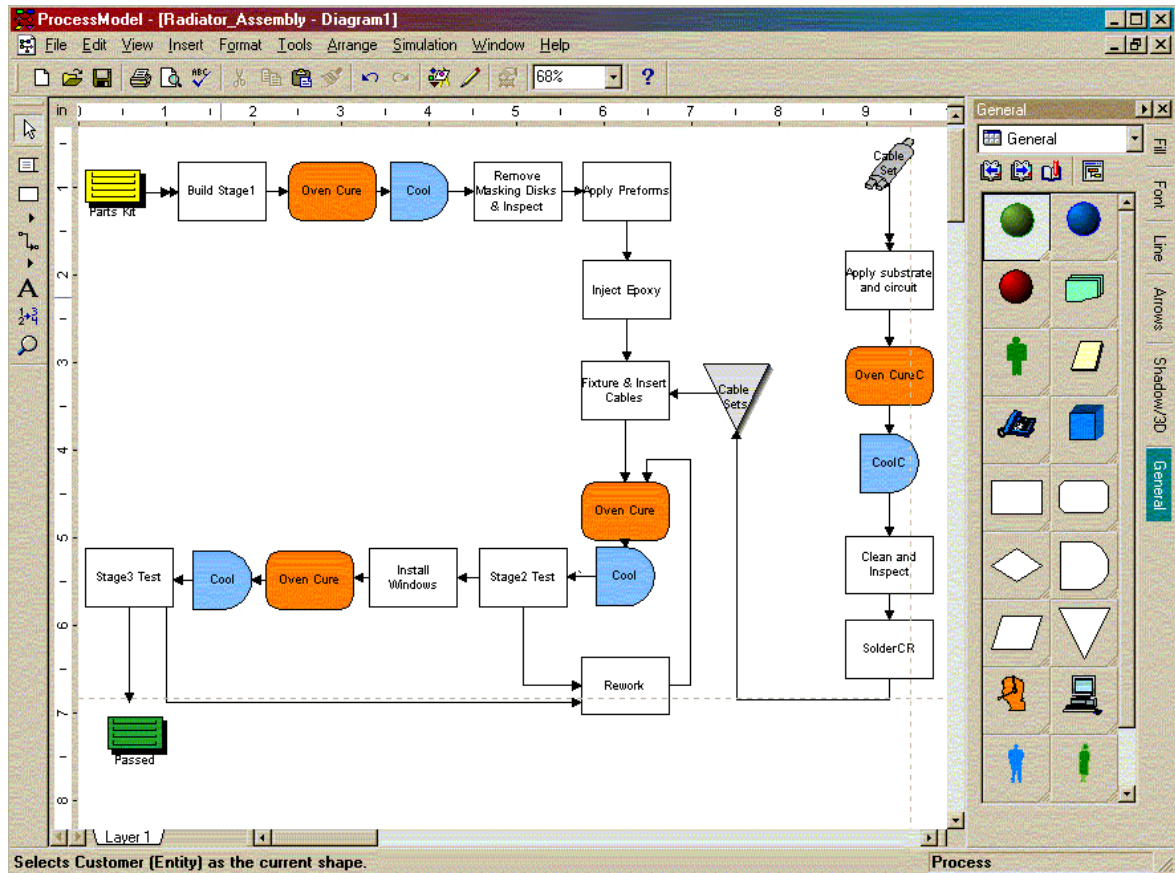 ProcessModel - [Radiator_Assembly - Diagram1]
File Edit View Insert Format Tools Arrange Simulation Window Help
ABC 68% ?
in 0 1 2 3 4 5 6 7 8 9
General
General
Fill
Font
Line
Arrows
Shadow/3D
General
A
1 2 3 4
1
2
3
4
5
6
7
8
Parts Kit
Build Stage1
Oven Cure
Cool
Remove
Masking Disks
& Inspect
Apply Preforms
Cable
Set
Inject Epoxy
Apply substrate
and circuit
Fixture & Insert
Cables
Cable
Sets
Oven CureC
CoolC
Oven Cure
Stage3 Test
Cool
Oven Cure
Install
Windows
Stage2 Test
Cool
Clean and
Inspect
SolderCR
Rework
Passed
Layer 1
Selects Customer (Entity) as the current shape.
Process